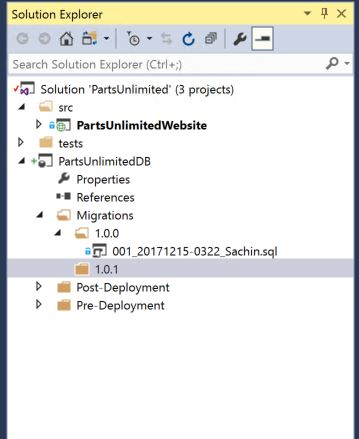 Solution Explorer
Search Solution Explorer (Ctrl+;)
Solution 'PartsUnlimited' (3 projects)
src
PartsUnlimitedWebsite
tests
PartsUnlimitedDB
Properties
References
Migrations
1.0.0
001_20171215-0322_Sachin.sql
1.0.1
Post-Deployment
Pre-Deployment